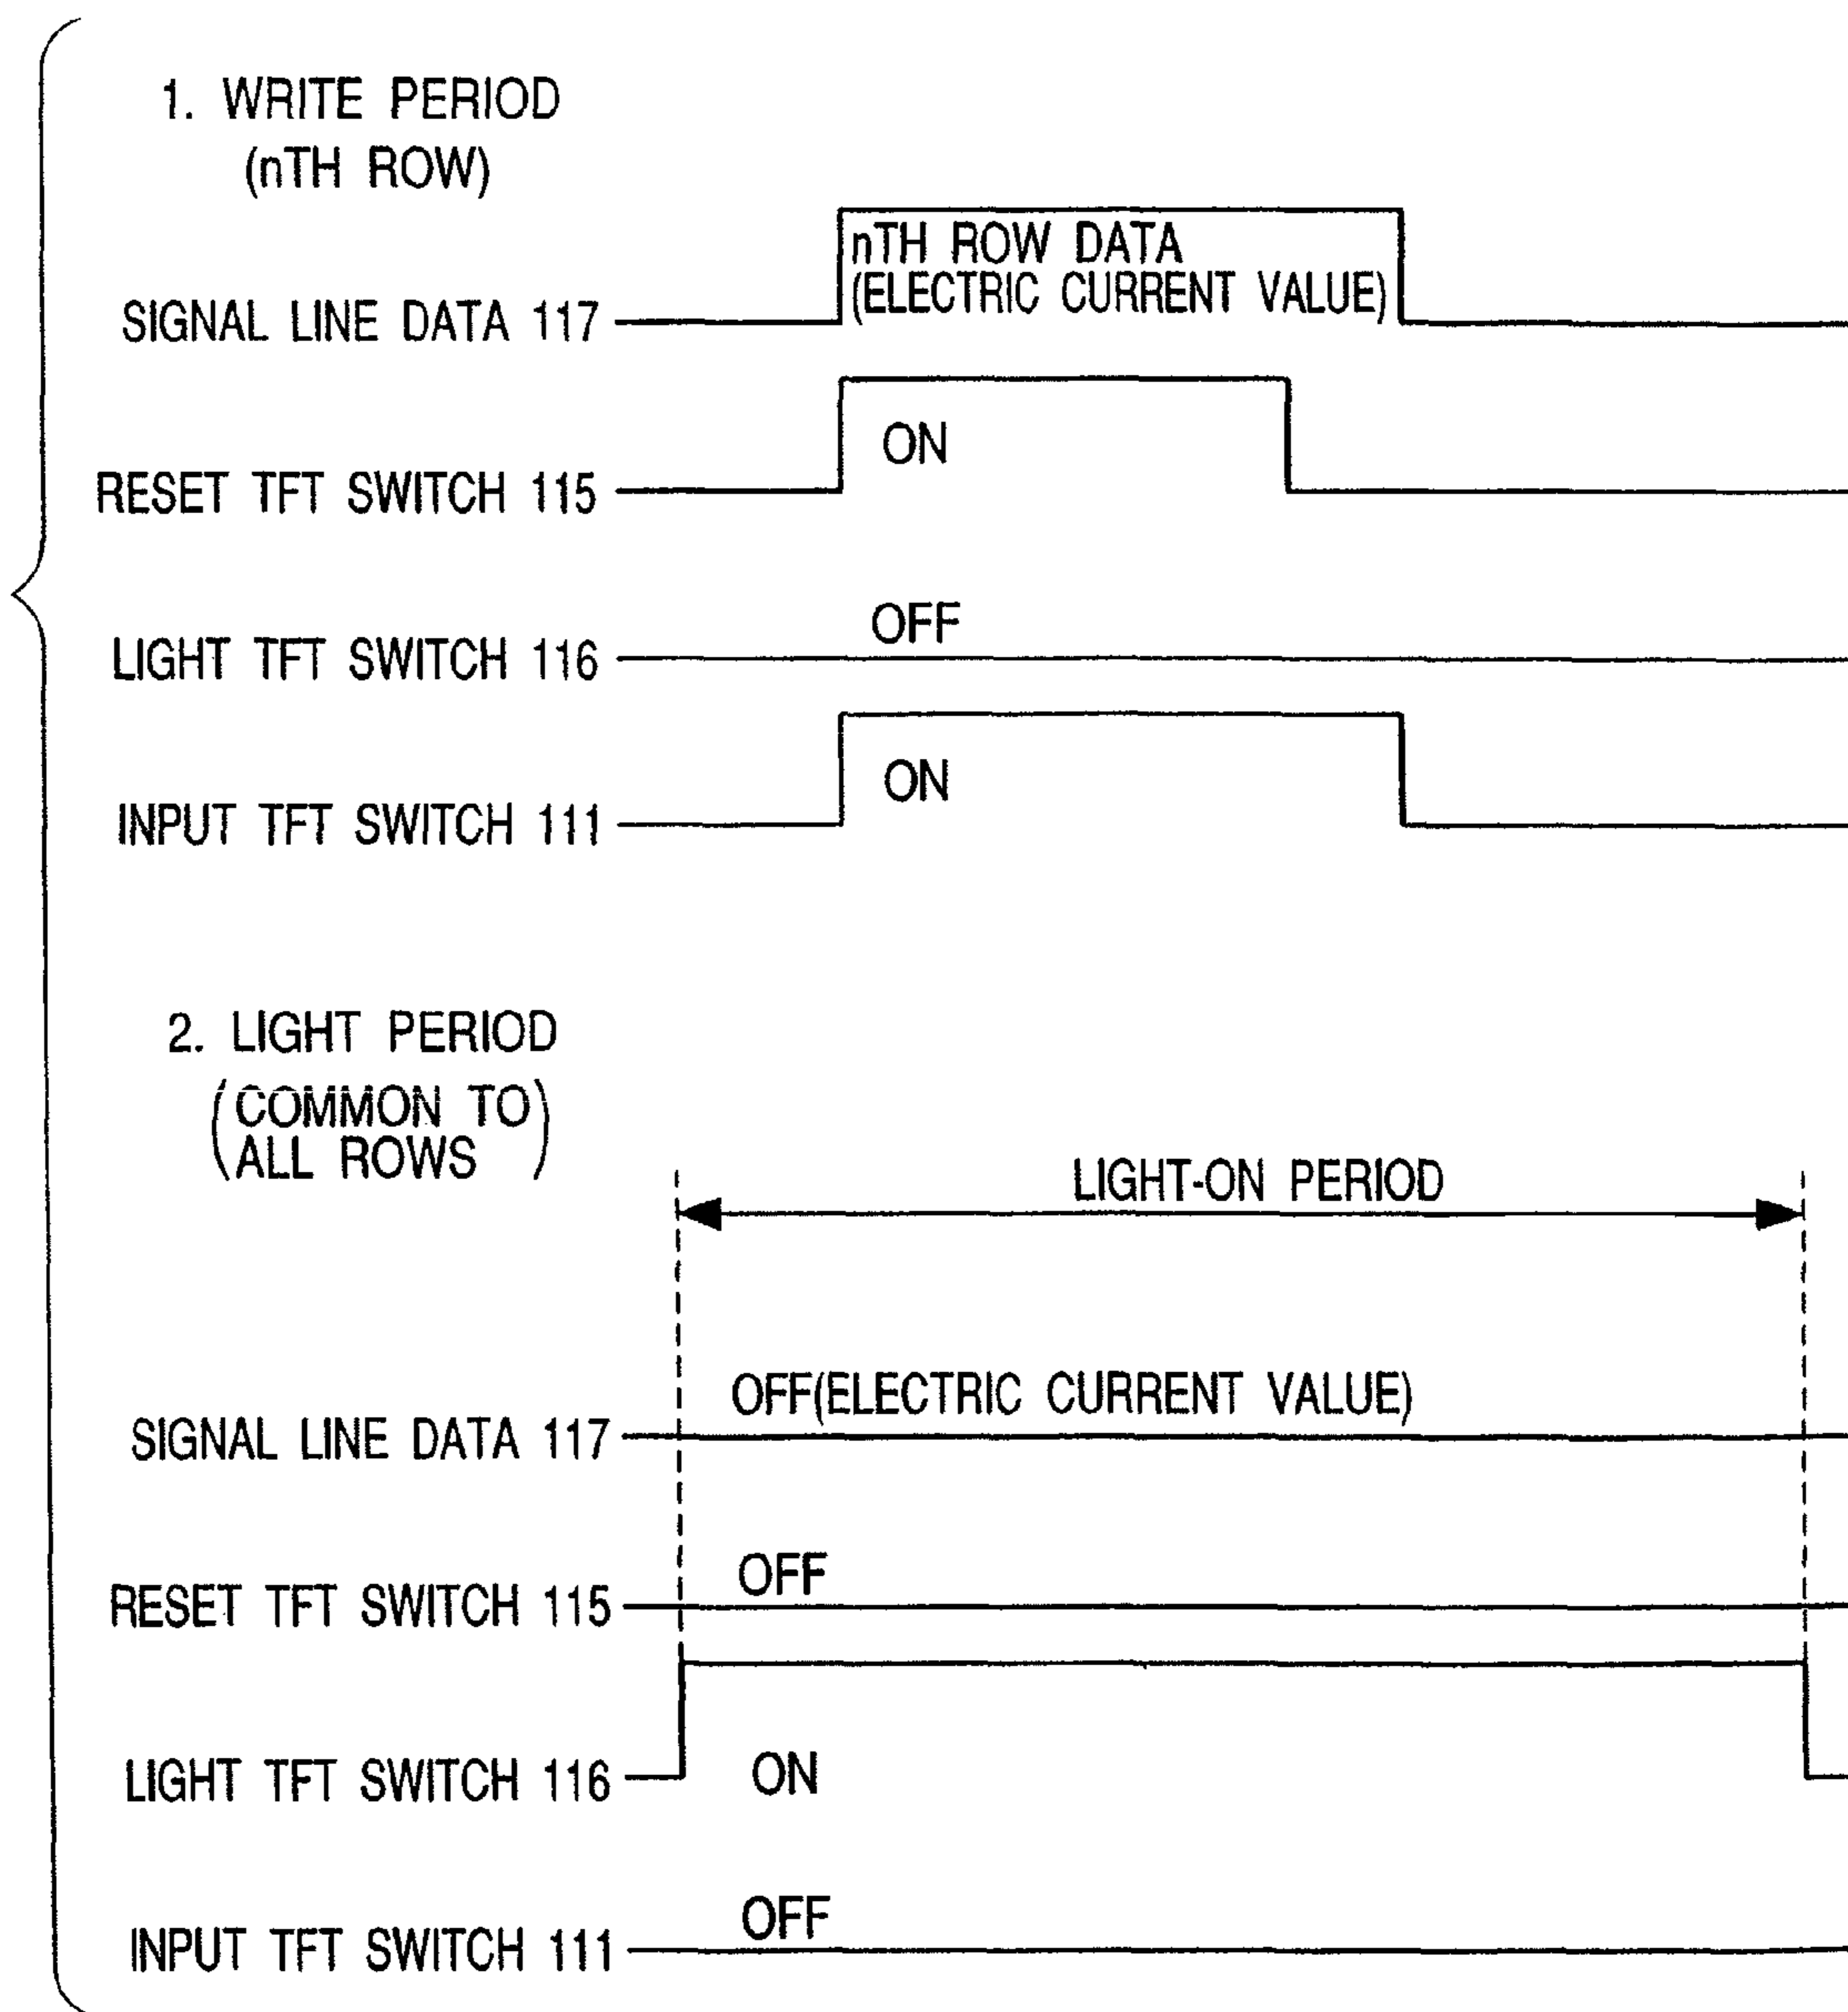 1. WRITE PERIOD
(nTH ROW)
nTH ROW DATA
(ELECTRIC CURRENT VALUE)
SIGNAL LINE DATA 117
ON
RESET TFT SWITCH 115
OFF
LIGHT TFT SWITCH 116
ON
INPUT TFT SWITCH 111
2. LIGHT PERIOD
(COMMON TO
ALL ROWS)
LIGHT-ON PERIOD
OFF(ELECTRIC CURRENT VALUE)
SIGNAL LINE DATA 117
OFF
RESET TFT SWITCH 115
LIGHT TFT SWITCH 116 ON
OFF
INPUT TFT SWITCH 111